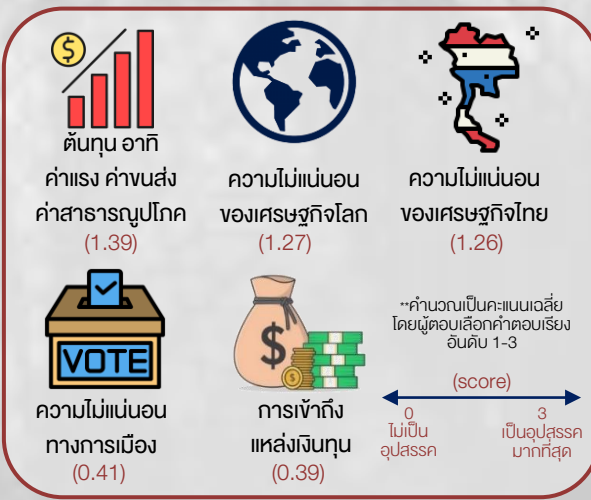 $
ต้นทุน อาทิ
ค่าแรง ค่าขนส่ง
ค่าสาธารณูปโภค
(1.39)
ความไม่แน่นอน
ของเศรษฐกิจโลก
(1.27)
ความไม่แน่นอน
ของเศรษฐกิจไทย
(1.26)
VOTE
ความไม่แน่นอน
ทางการเมือง
(0.41)
$
$
การเข้าถึง
แหล่งเงินทุน
(0.39)
**คำนวณเป็นคะแนนเฉลี่ย
โดยผู้ตอบเลือกคำตอบเรียง
อันดับ 1-3
(score)
0
ไม่เป็น
อุปสรรค
3
เป็นอุปสรรค
มากที่สุด